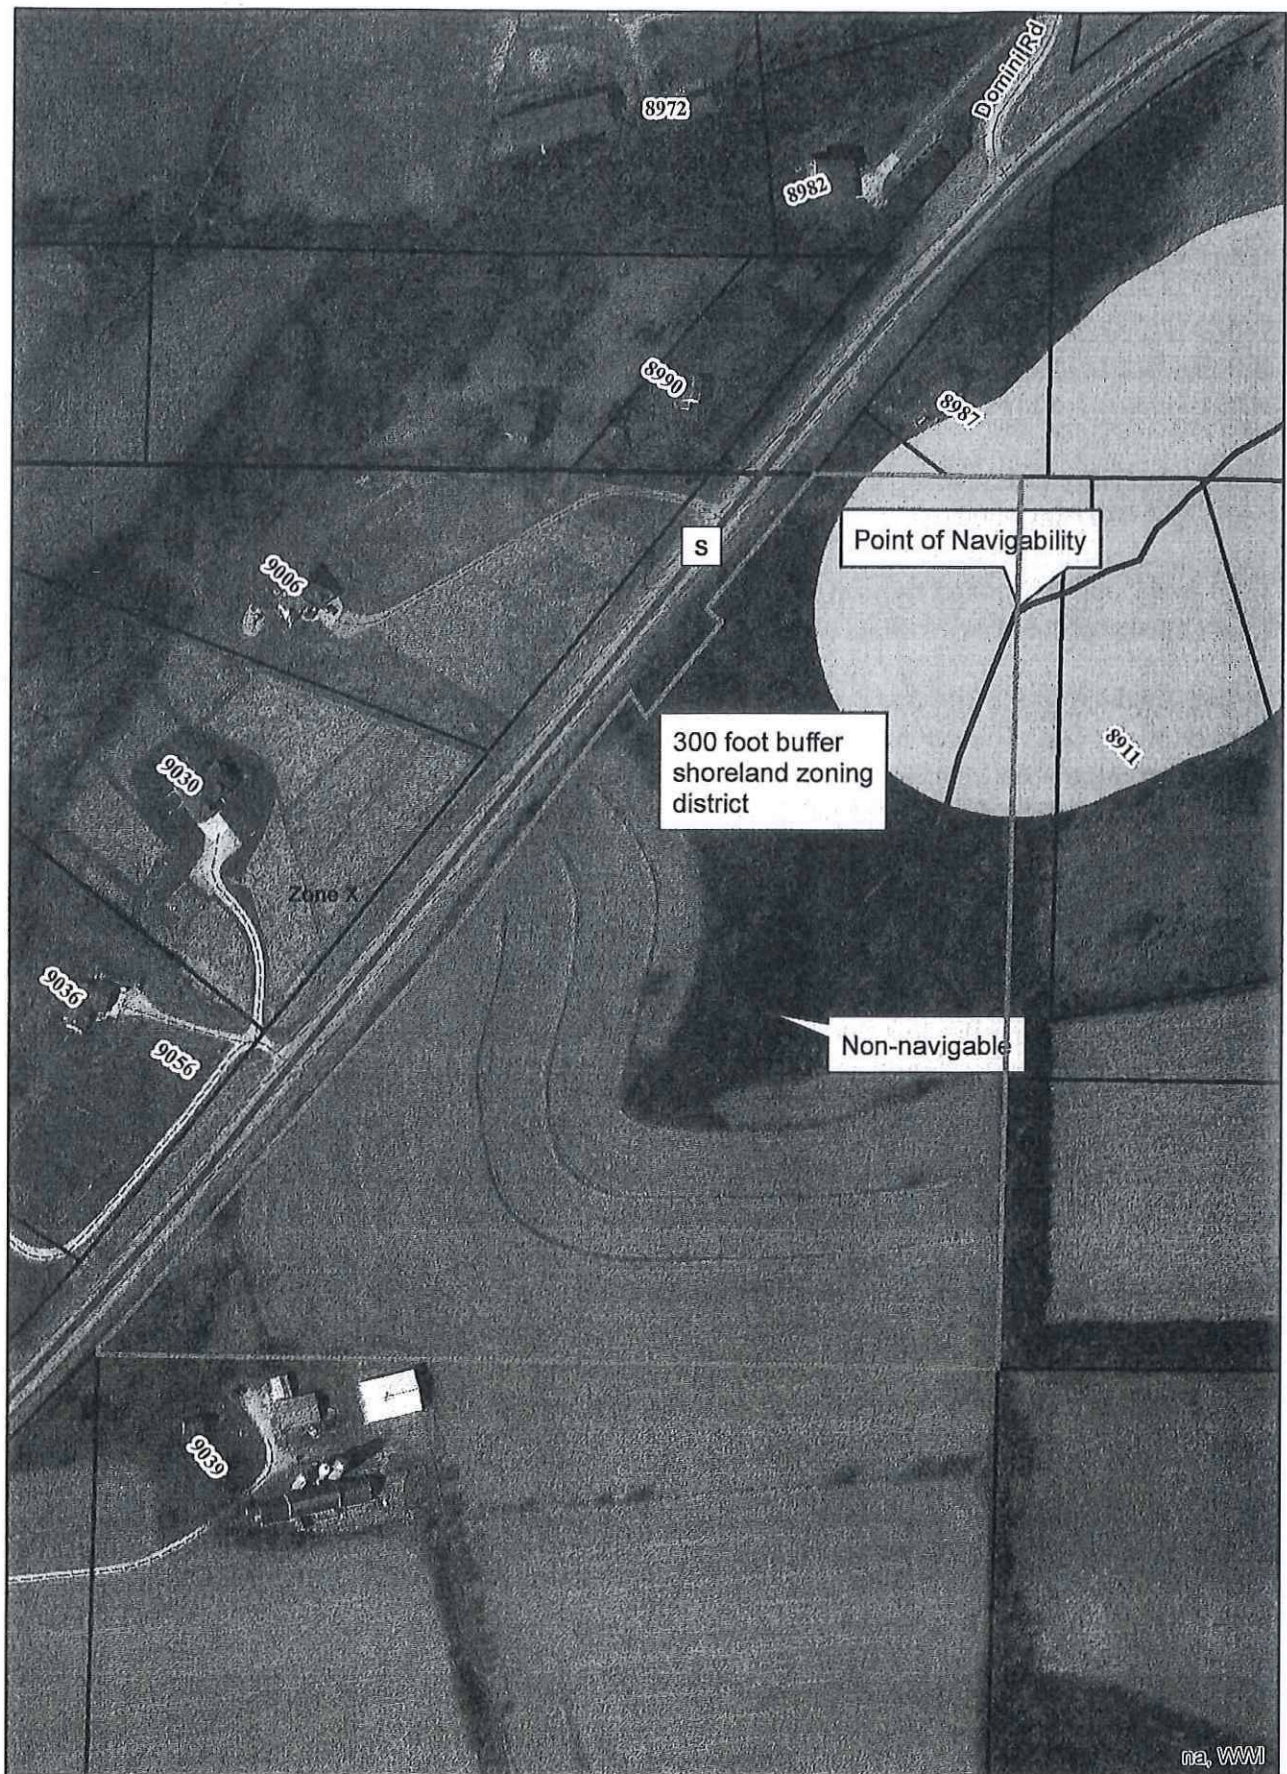 Domini Rd
8972
8982
8990
8987
S
Point of Navigability
9006
300 foot buffer
shoreland zoning
district
8911
9030
Zone X
9036
Non-navigable
9056
9039
na, WWI